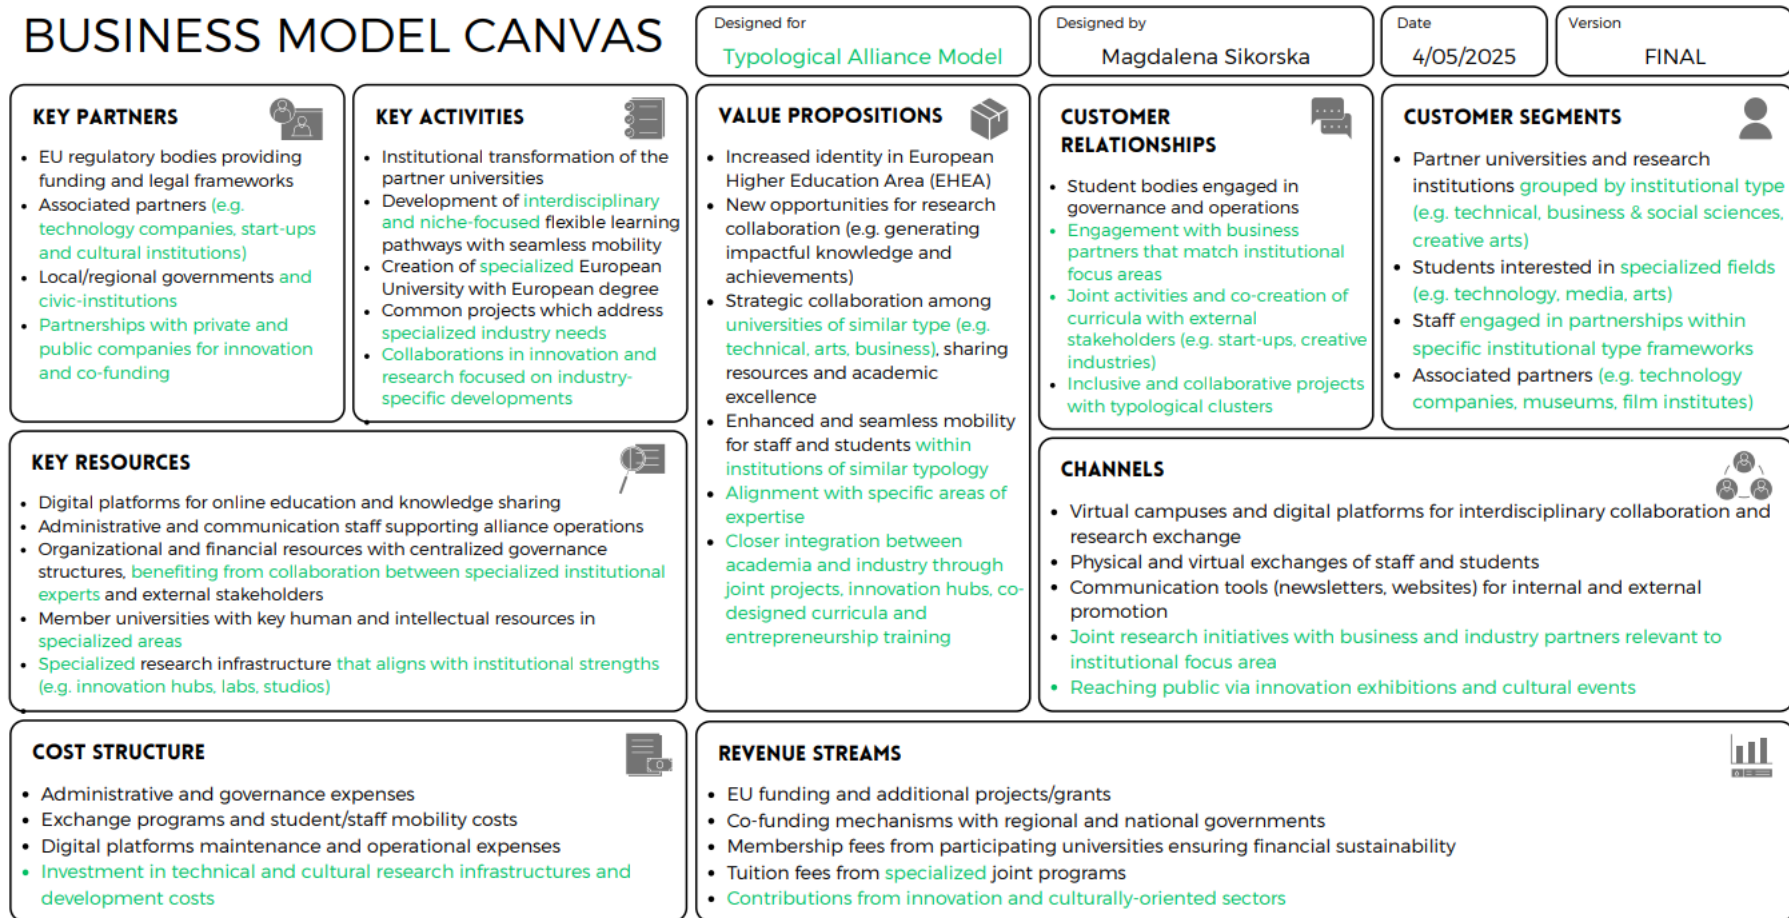 BUSINESS MODEL CANVAS
Designed for
Typological Alliance Model
Designed by
Magdalena Sikorska
Date
4/05/2025
Version
FINAL
KEY PARTNERS
• EU regulatory bodies providing
funding and legal frameworks
• Associated partners (e.g.
technology companies, start-ups
and cultural institutions)
• Local/regional governments and
civic-institutions
• Partnerships with private and
public companies for innovation
and co-funding
KEY ACTIVITIES
• Institutional transformation of the
partner universities
• Development of interdisciplinary
and niche-focused flexible learning
pathways with seamless mobility
• Creation of specialized European
University with European degree
• Common projects which address
specialized industry needs
• Collaborations in innovation and
research focused on industry-
specific developments
VALUE PROPOSITIONS
• Increased identity in European
Higher Education Area (EHEA)
• New opportunities for research
collaboration (e.g. generating
impactful knowledge and
achievements)
• Strategic collaboration among
universities of similar type (e.g.
technical, arts, business), sharing
resources and academic
excellence
• Enhanced and seamless mobility
for staff and students within
institutions of similar typology
• Alignment with specific areas of
expertise
• Closer integration between
academia and industry through
joint projects, innovation hubs, co-
designed curricula and
entrepreneurship training
CUSTOMER
RELATIONSHIPS
• Student bodies engaged in
governance and operations
• Engagement with business
partners that match institutional
focus areas
• Joint activities and co-creation of
curricula with external
stakeholders (e.g. start-ups, creative
industries)
• Inclusive and collaborative projects
with typological clusters
CUSTOMER SEGMENTS
• Partner universities and research
institutions grouped by institutional type
(e.g. technical, business & social sciences,
creative arts)
• Students interested in specialized fields
(e.g. technology, media, arts)
• Staff engaged in partnerships within
specific institutional type frameworks
• Associated partners (e.g. technology
companies, museums, film institutes)
KEY RESOURCES
• Digital platforms for online education and knowledge sharing
• Administrative and communication staff supporting alliance operations
• Organizational and financial resources with centralized governance
structures, benefiting from collaboration between specialized institutional
experts and external stakeholders
• Member universities with key human and intellectual resources in
specialized areas
• Specialized research infrastructure that aligns with institutional strengths
(e.g. innovation hubs, labs, studios)
CHANNELS
• Virtual campuses and digital platforms for interdisciplinary collaboration and
research exchange
• Physical and virtual exchanges of staff and students
• Communication tools (newsletters, websites) for internal and external
promotion
• Joint research initiatives with business and industry partners relevant to
institutional focus area
• Reaching public via innovation exhibitions and cultural events
COST STRUCTURE
• Administrative and governance expenses
• Exchange programs and student/staff mobility costs
• Digital platforms maintenance and operational expenses
• Investment in technical and cultural research infrastructures and
development costs
REVENUE STREAMS
• EU funding and additional projects/grants
• Co-funding mechanisms with regional and national governments
• Membership fees from participating universities ensuring financial sustainability
• Tuition fees from specialized joint programs
• Contributions from innovation and culturally-oriented sectors